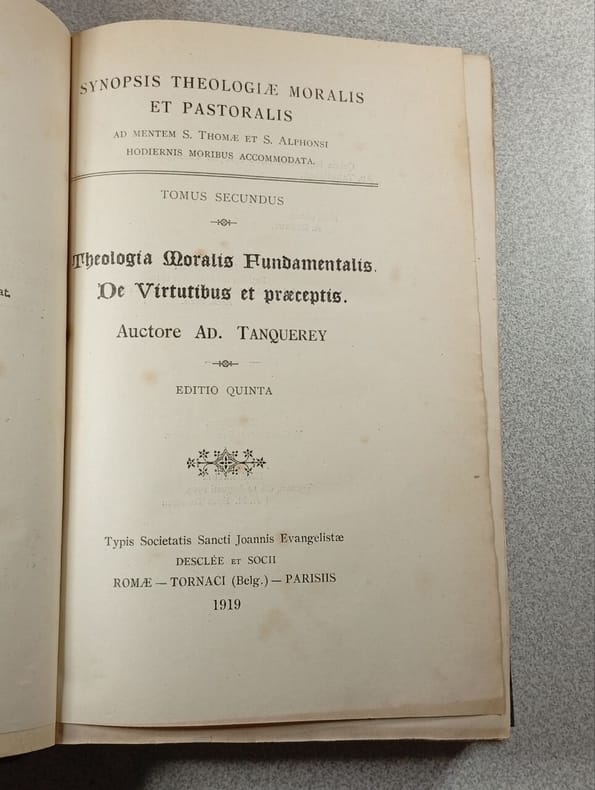 SYNOPSIS THEOLOGIÆ MORALIS
ET PASTORALIS
AD MENTEM S. THOMÆ ET S. ALPHONSI
HODIERNIS MORIBUS ACCOMMODATA.
TOMUS SECUNDUS
Theologia Moralis Fundamentalis.
De Virtutibus et præceptis.
Auctore AD. TANQUEREY
EDITIO QUINTA
Typis Societatis Sancti Joannis Evangelistæ
DESCLÉE ET SOCII
ROMÆ — TORNACI (Belg.) — PARISIIS
1919